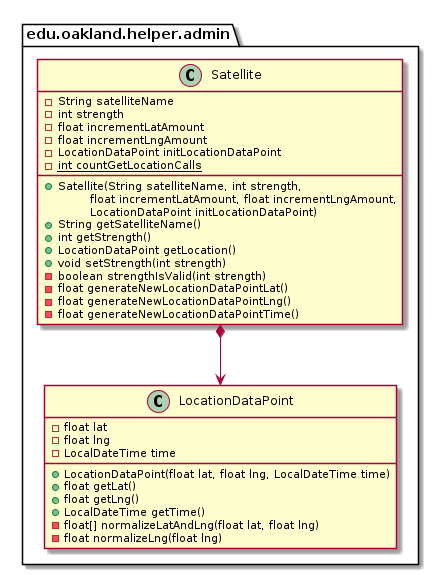 edu.oakland.helper.admin
C Satellite
String satelliteName
int strength
float incrementLatAmount
float incrementLngAmount
LocationDataPoint initLocationDataPoint
int countGetLocationCalls
Satellite(String satelliteName, int strength,
float incrementLatAmount, float incrementLngAmount,
LocationDataPoint initLocationDataPoint)
String getSatelliteName()
int getStrength()
LocationDataPoint getLocation()
void setStrength(int strength)
boolean strengthIsValid(int strength)
float generateNewLocationDataPointLat()
float generateNewLocationDataPointLng()
float generateNewLocationDataPointTime()
C LocationDataPoint
float lat
float lng
LocalDateTime time
LocationDataPoint(float lat, float lng, LocalDateTime time)
float getLat()
float getLng()
LocalDateTime getTime()
float[] normalizeLatAndLng(float lat, float lng)
float normalizeLng(float lng)